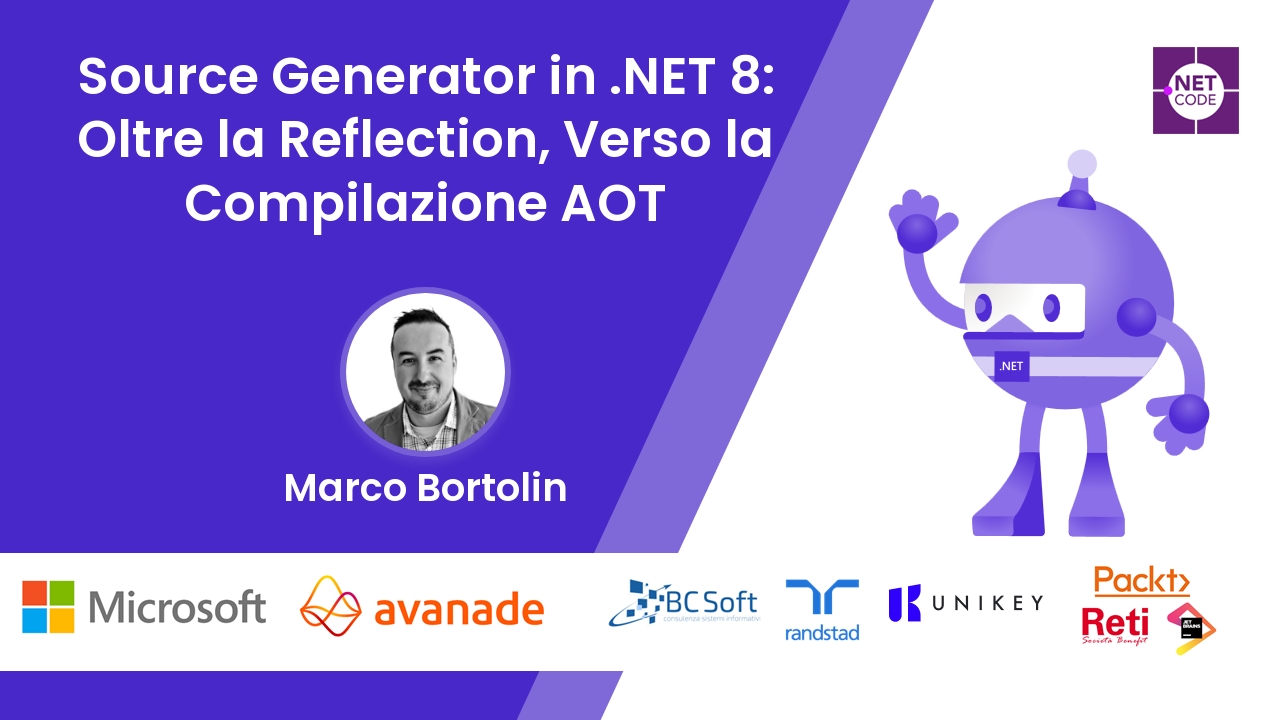 Source Generator in .NET 8:
Oltre la Reflection, Verso la
Compilazione AOT
.NET
CODE
.NET
Marco Bortolin
Microsoft
avanade
BC Soft
consulenza sistemi informativi
randstad
UNIKEY
Packt>
Reti
Società Benefit
JET
BRAINS